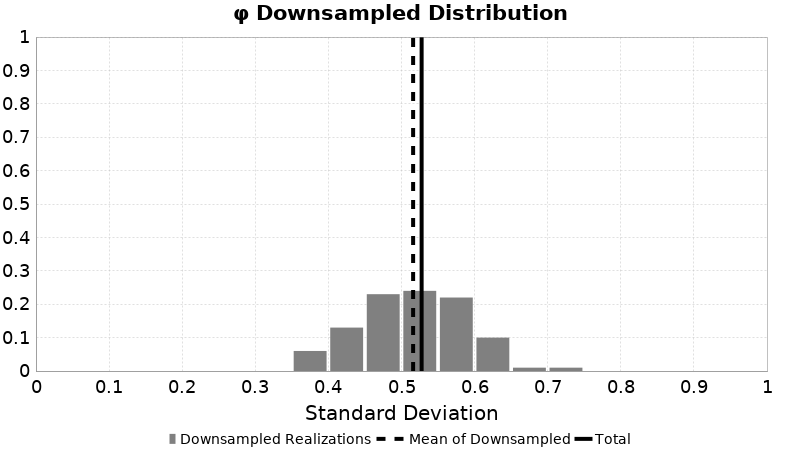 φ Downsampled Distribution
1
0.9
0.8
0.7
0.6
0.5
0.4
0.3
0.2
0.1
0
0 0.1 0.2 0.3 0.4 0.5 0.6 0.7 0.8 0.9 1
Standard Deviation
Downsampled Realizations Mean of Downsampled Total